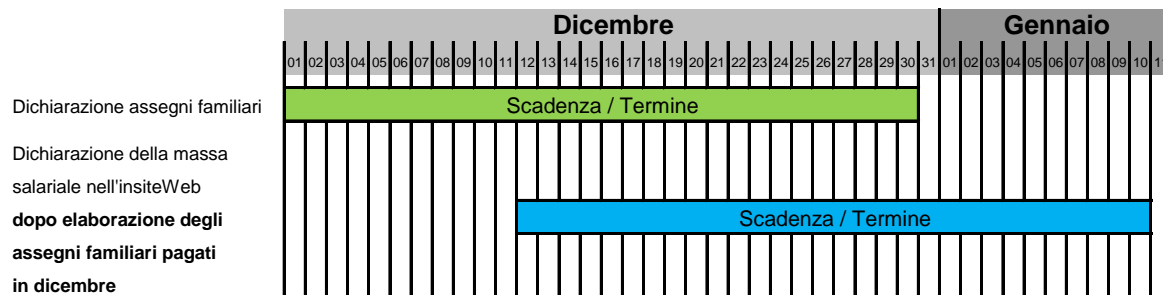 Dicembre Gennaio
01 02 03 04 05 06 07 08 09 10 11 12 13 14 15 16 17 18 19 20 21 22 23 24 25 26 27 28 29 30 31 01 02 03 04 05 06 07 08 09 10
Dichiarazione assegni familiari Scadenza / Termine
Dichiarazione della massa
salariale nell'insiteWeb
dopo elaborazione degli Scadenza / Termine
assegni familiari pagati
in dicembre